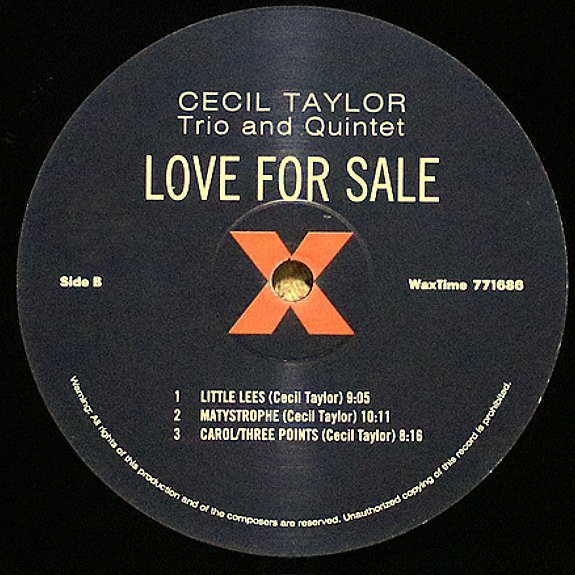 CECIL TAYLOR
Trio and Quintet
LOVE FOR SALE
X
Side B
WaxTime 771686
1 LITTLE LEES (Cecil Taylor) 9:05
2 MATYSTROPHE (Cecil Taylor) 10:11
3 CAROL/THREE POINTS (Cecil Taylor) 8:16
Warning: All rights of this production and of the composers are reserved. Unauthorized copying of this record is prohibited.